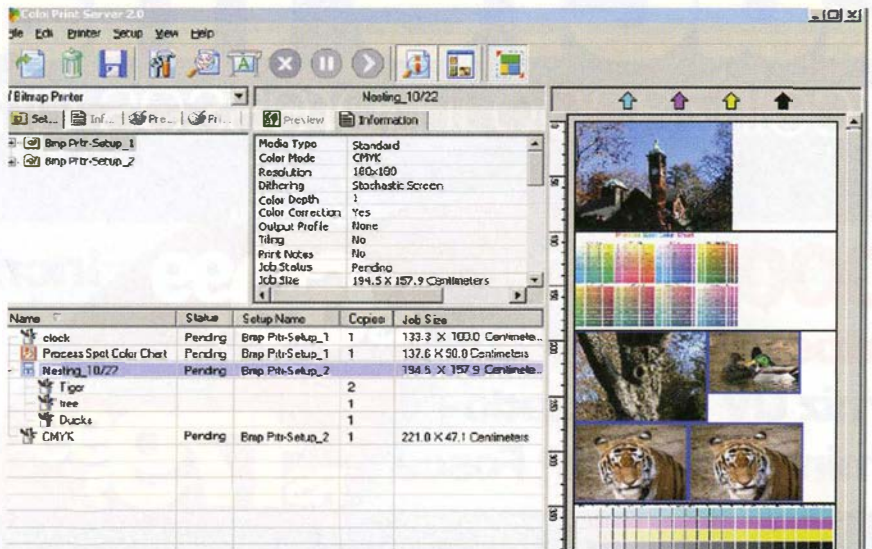 Color Print Server 2.0
File Edit Printer Setup View Help
Bitmap Printer
Nesting_10/22
Set... Inf... Pre... Pri...
Preview Information
Bmp Prtr-Setup_1
Bmp Prtr-Setup_2
Media Type Standard
Color Mode CMYK
Resolution 180x180
Dithering Stochastic Screen
Color Depth 1
Color Correction Yes
Output Profile None
Tiling No
Print Notes No
Job Status Pending
Job Size 194.5 X 157.9 Centimeters
Name Status Setup Name Copies Job Size
clock Pending Bmp Prtr-Setup_1 1 133.3 X 100.0 Centimete...
Process Spot Color Chart Pending Bmp Prtr-Setup_1 1 137.6 X 90.0 Centimeters
Nesting_10/22 Pending Bmp Prtr-Setup_2 194.5 X 157.9 Centimete...
Tiger 2
tree 1
Ducks 1
CMYK Pending Bmp Prtr-Setup_2 1 221.0 X 47.1 Centimeters